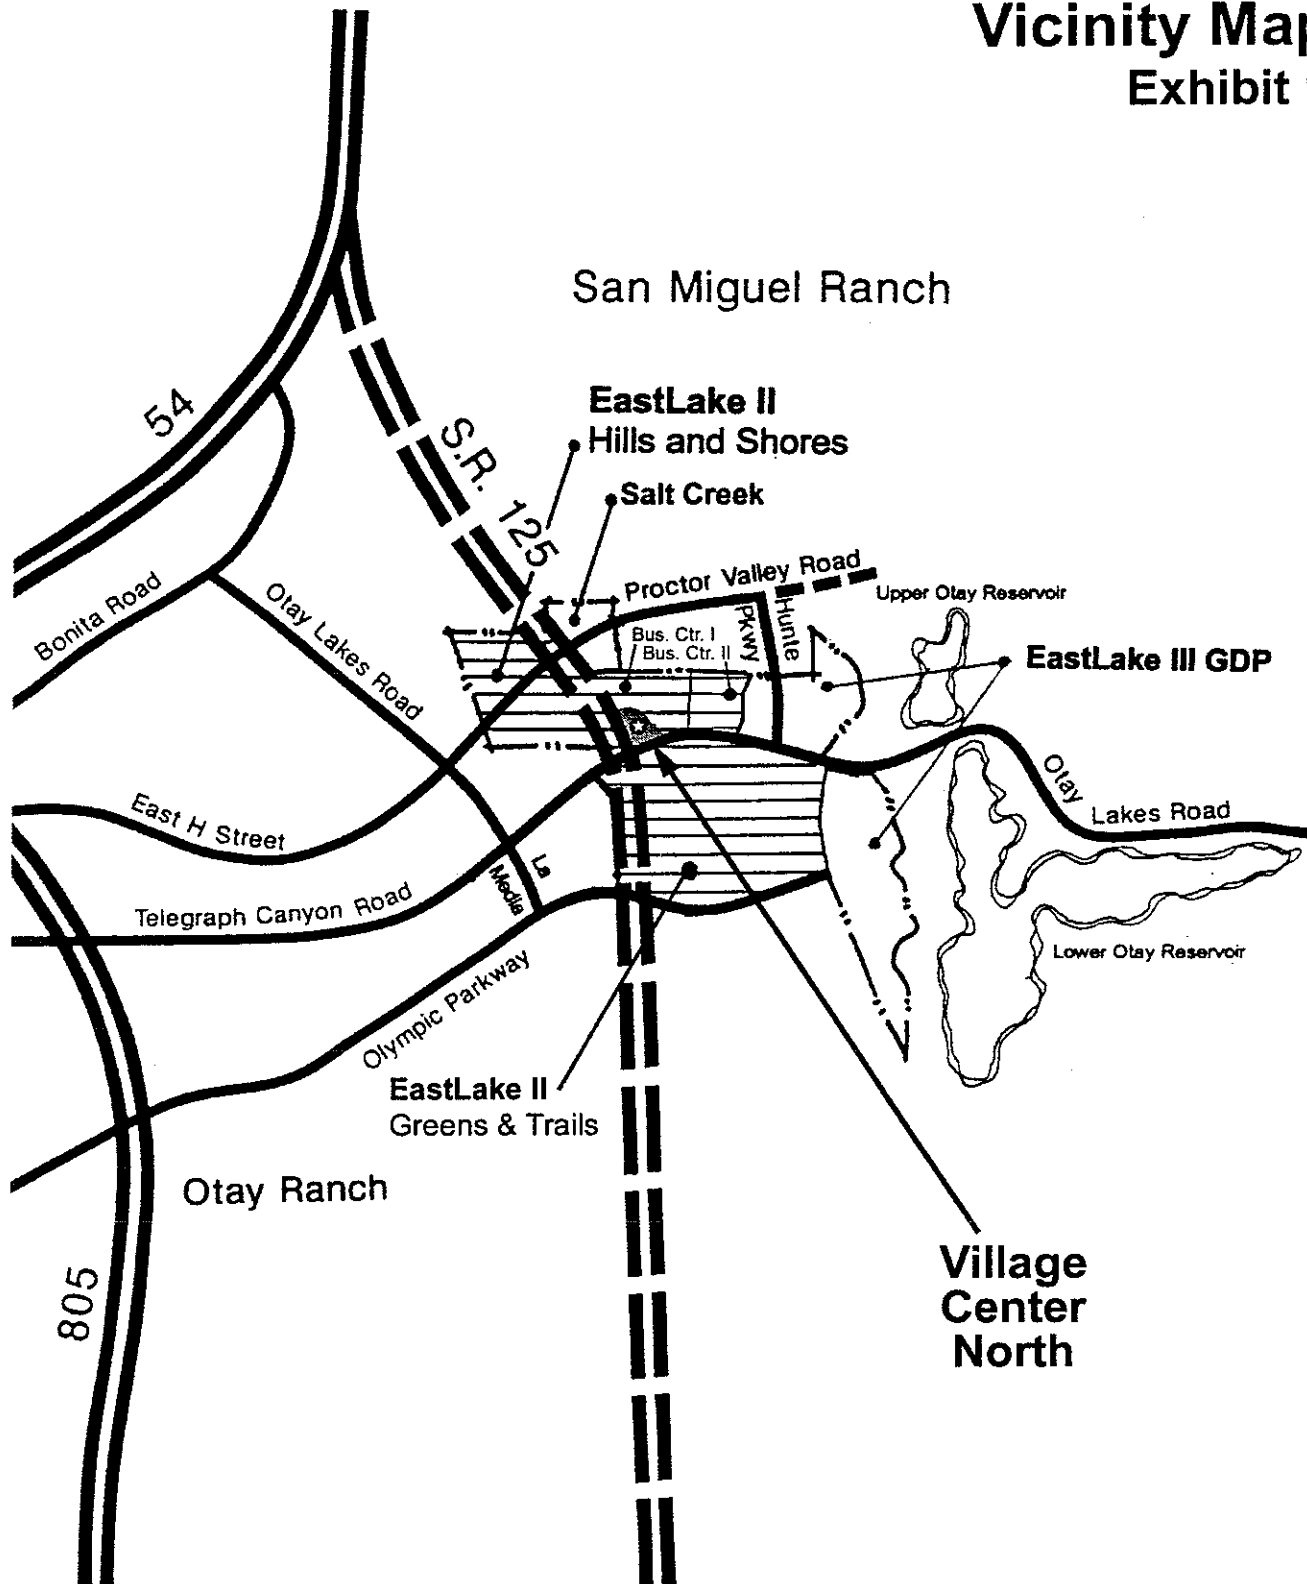 Vicinity Map
Exhibit
San Miguel Ranch
54
EastLake II
Hills and Shores
S.R. 125
Salt Creek
Proctor Valley Road
Upper Otay Reservoir
Bonita Road
Otay Lakes Road
Hunte
Pkwy
Bus. Ctr. I
Bus. Ctr. II
EastLake III GDP
Otay
Lakes Road
East H Street
La
Media
Telegraph Canyon Road
Lower Otay Reservoir
Olympic Parkway
EastLake II
Greens & Trails
Otay Ranch
805
Village
Center
North